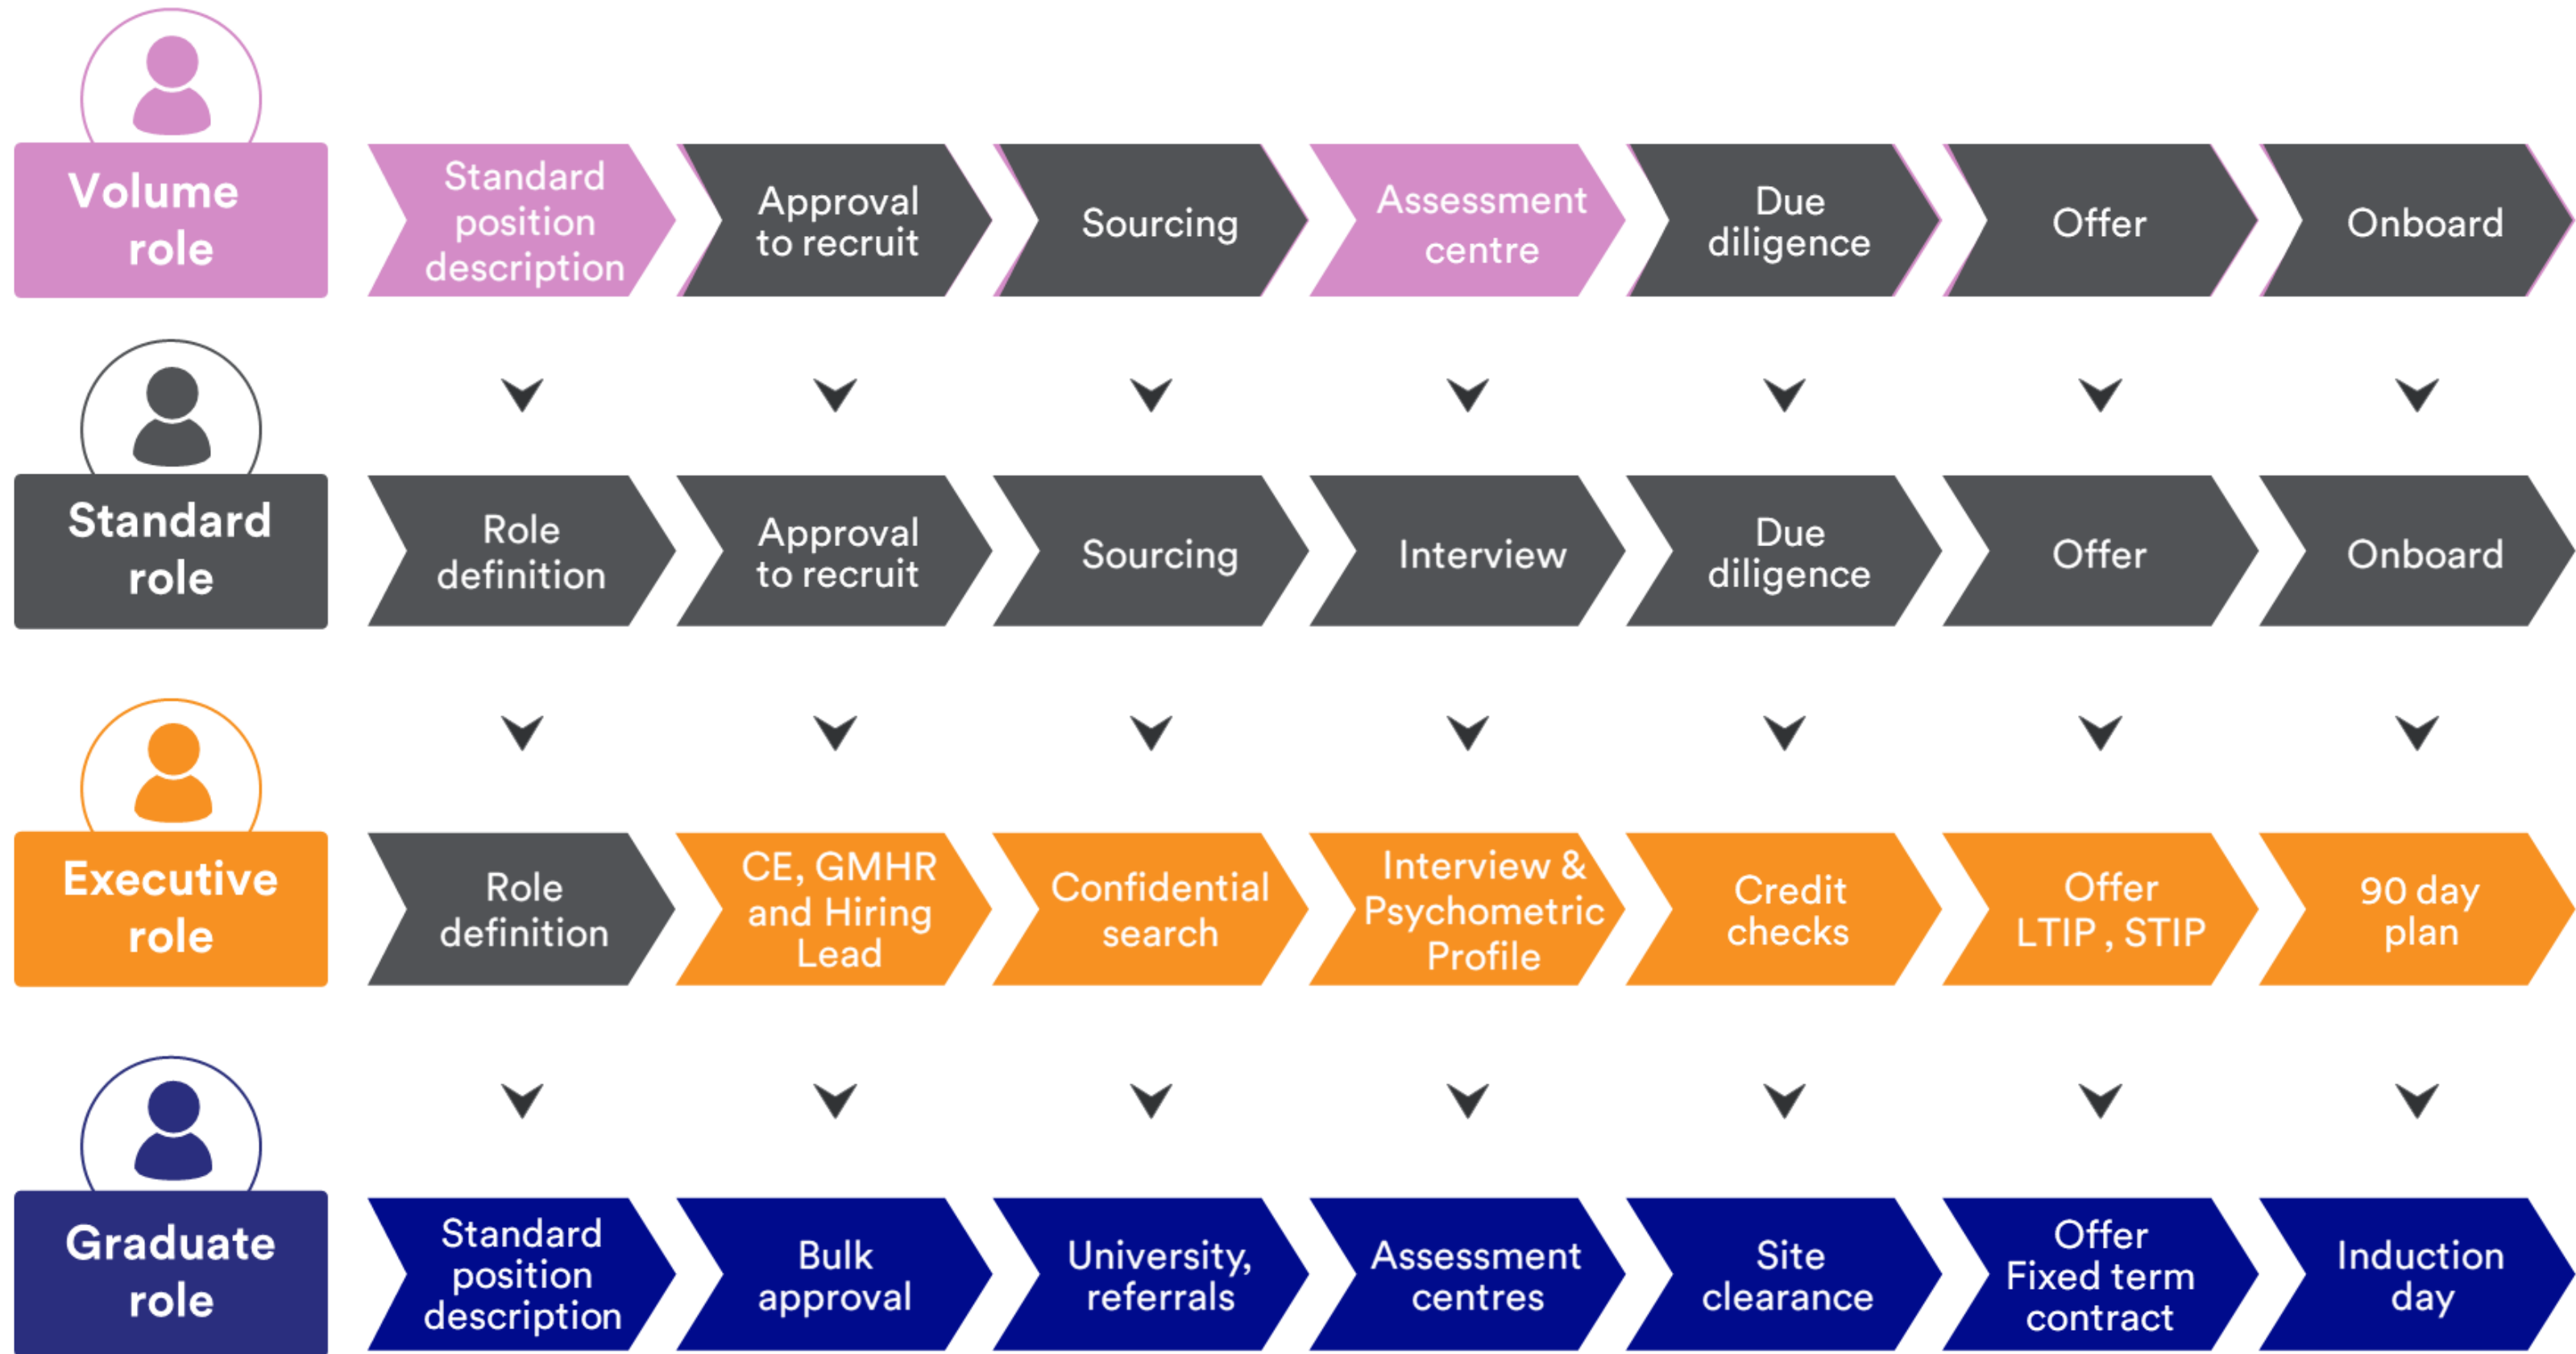 Volume
role
Standard
position
description
Approval
to recruit
Sourcing
Assessment
centre
Due
diligence
Offer
Onboard
Standard
role
Role
definition
Approval
to recruit
Sourcing
Interview
Due
diligence
Offer
Onboard
Executive
role
Role
definition
CE, GMHR
and Hiring
Lead
Confidential
search
Interview &
Psychometric
Profile
Credit
checks
Offer
LTIP , STIP
90 day
plan
Graduate
role
Standard
position
description
Bulk
approval
University,
referrals
Assessment
centres
Site
clearance
Offer
Fixed term
contract
Induction
day